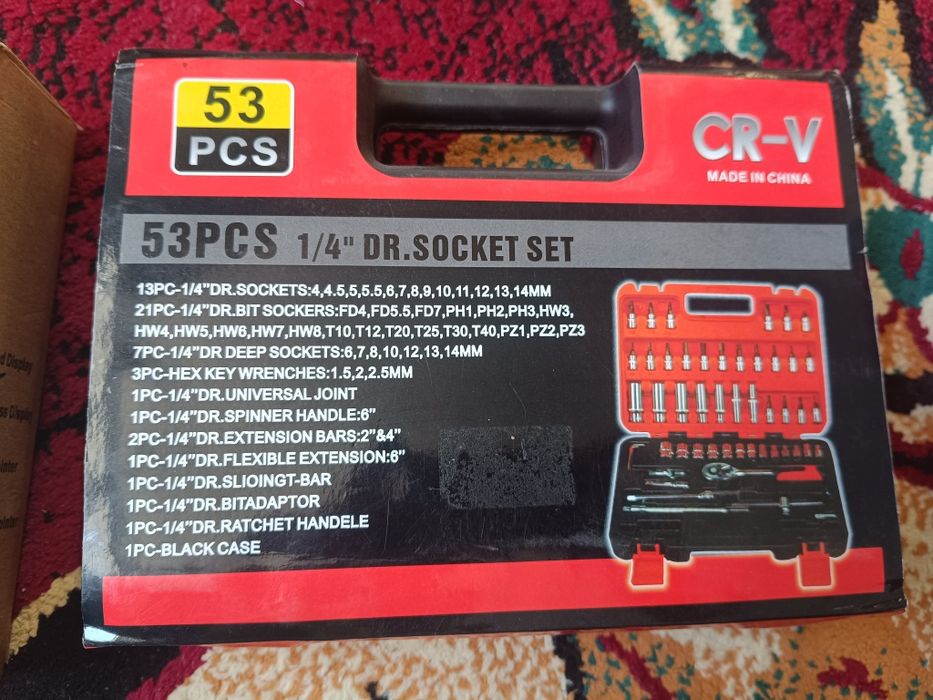 53
PCS
CR-V
MADE IN CHINA
53PCS 1/4" DR.SOCKET SET
13PC-1/4"DR.SOCKETS:4,4.5,5,5.5,6,7,8,9,10,11,12,13,14MM
21PC-1/4"DR.BIT SOCKERS:FD4,FD5.5,FD7,PH1,PH2,PH3,HW3,
HW4,HW5,HW6,HW7,HW8,T10,T12,T20,T25,T30,T40,PZ1,PZ2,PZ3
7PC-1/4"DR DEEP SOCKETS:6,7,8,10,12,13,14MM
3PC-HEX KEY WRENCHES:1.5,2,2.5MM
1PC-1/4"DR.UNIVERSAL JOINT
1PC-1/4"DR.SPINNER HANDLE:6"
2PC-1/4"DR.EXTENSION BARS:2"&4"
1PC-1/4"DR.FLEXIBLE EXTENSION:6"
1PC-1/4"DR.SLIOINGT-BAR
1PC-1/4"DR.BITADAPTOR
1PC-1/4"DR.RATCHET HANDELE
1PC-BLACK CASE
Display